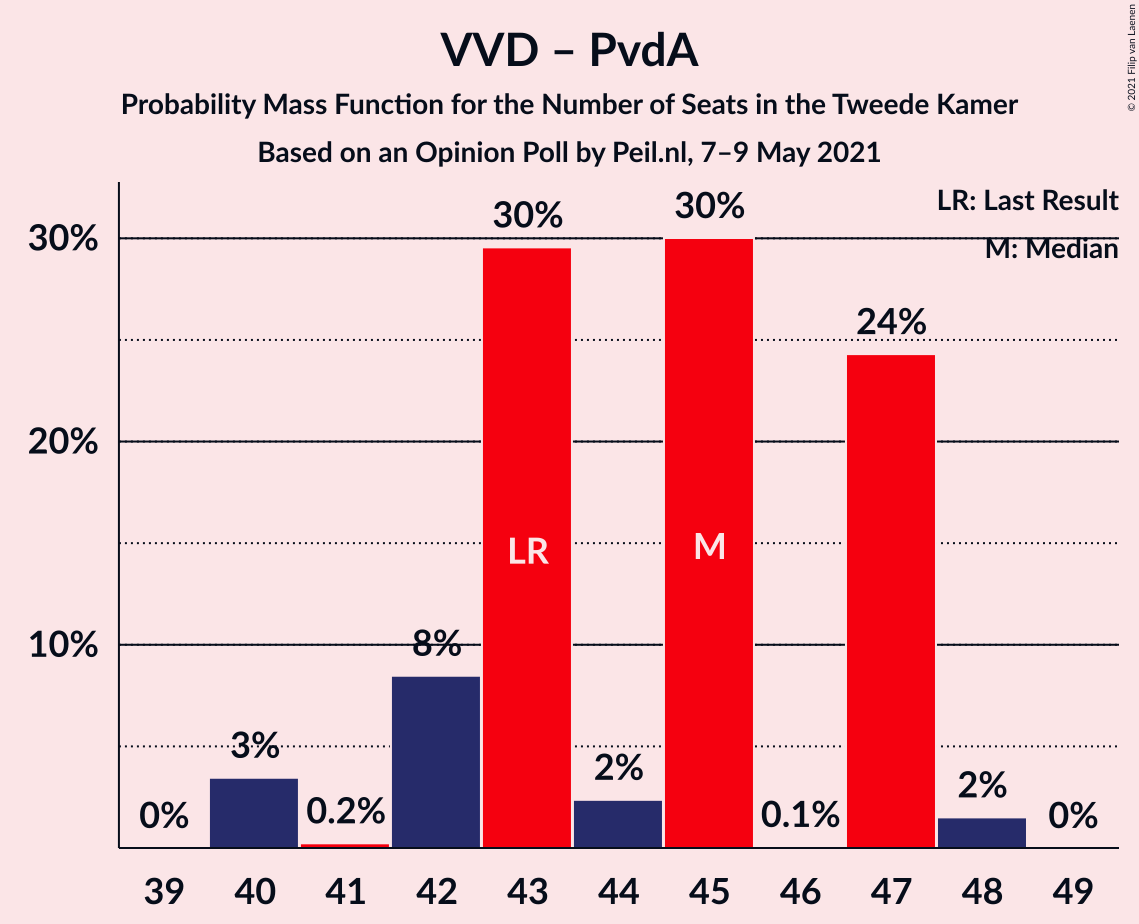 VVD – PvdA
Probability Mass Function for the Number of Seats in the Tweede Kamer
Based on an Opinion Poll by Peil.nl, 7–9 May 2021
© 2021 Filip van Laenen
LR: Last Result
M: Median
30%
20%
10%
0%
3%
0.2%
8%
30%
2%
30%
0.1%
24%
2%
0%
LR
M
39 40 41 42 43 44 45 46 47 48 49